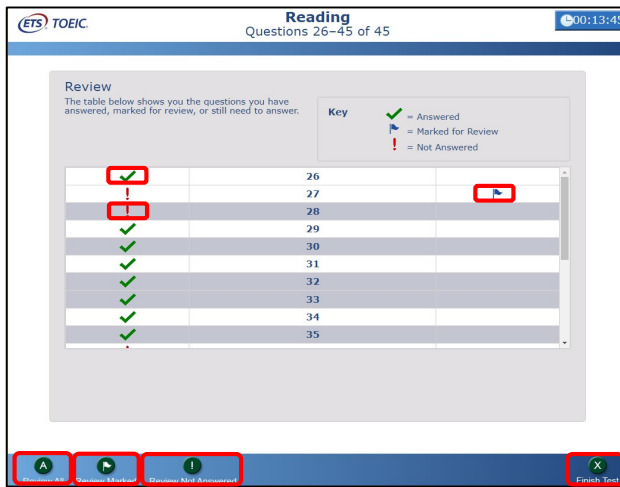 ETS TOEIC.
Reading
Questions 26–45 of 45
00:13:45
Review
The table below shows you the questions you have
answered, marked for review, or still need to answer.
Key
= Answered
= Marked for Review
! = Not Answered
26
! 27
! 28
29
30
31
32
33
34
35
A
!
X
Review All
Review Marked
Review Not Answered
Finish Test